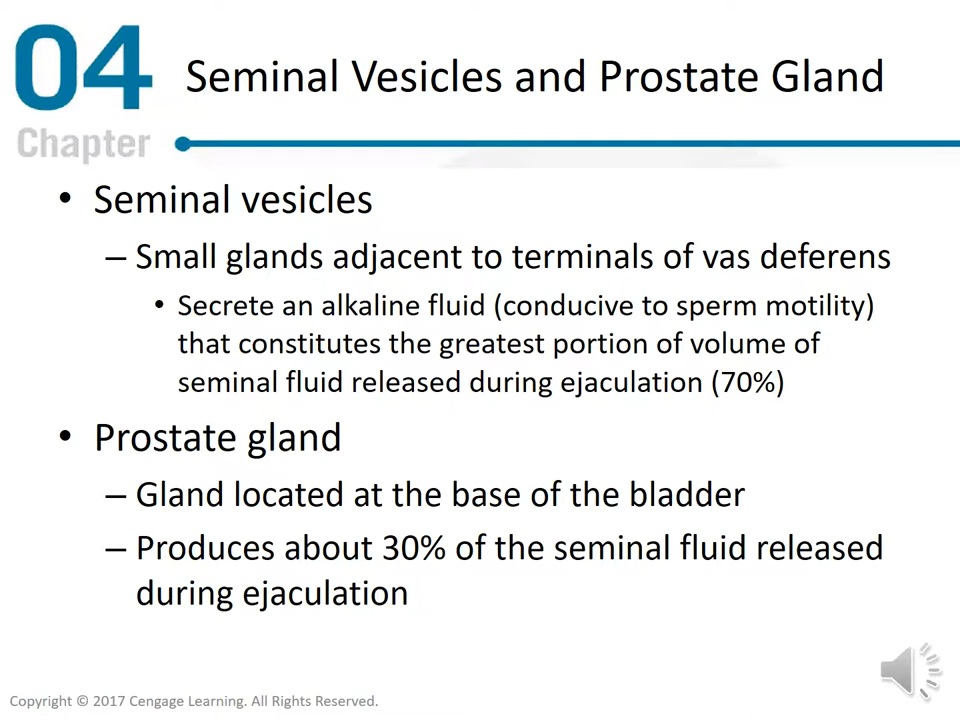 04
Chapter
Seminal Vesicles and Prostate Gland
• Seminal vesicles
– Small glands adjacent to terminals of vas deferens
• Secrete an alkaline fluid (conducive to sperm motility)
that constitutes the greatest portion of volume of
seminal fluid released during ejaculation (70%)
• Prostate gland
– Gland located at the base of the bladder
– Produces about 30% of the seminal fluid released
during ejaculation
Copyright © 2017 Cengage Learning. All Rights Reserved.